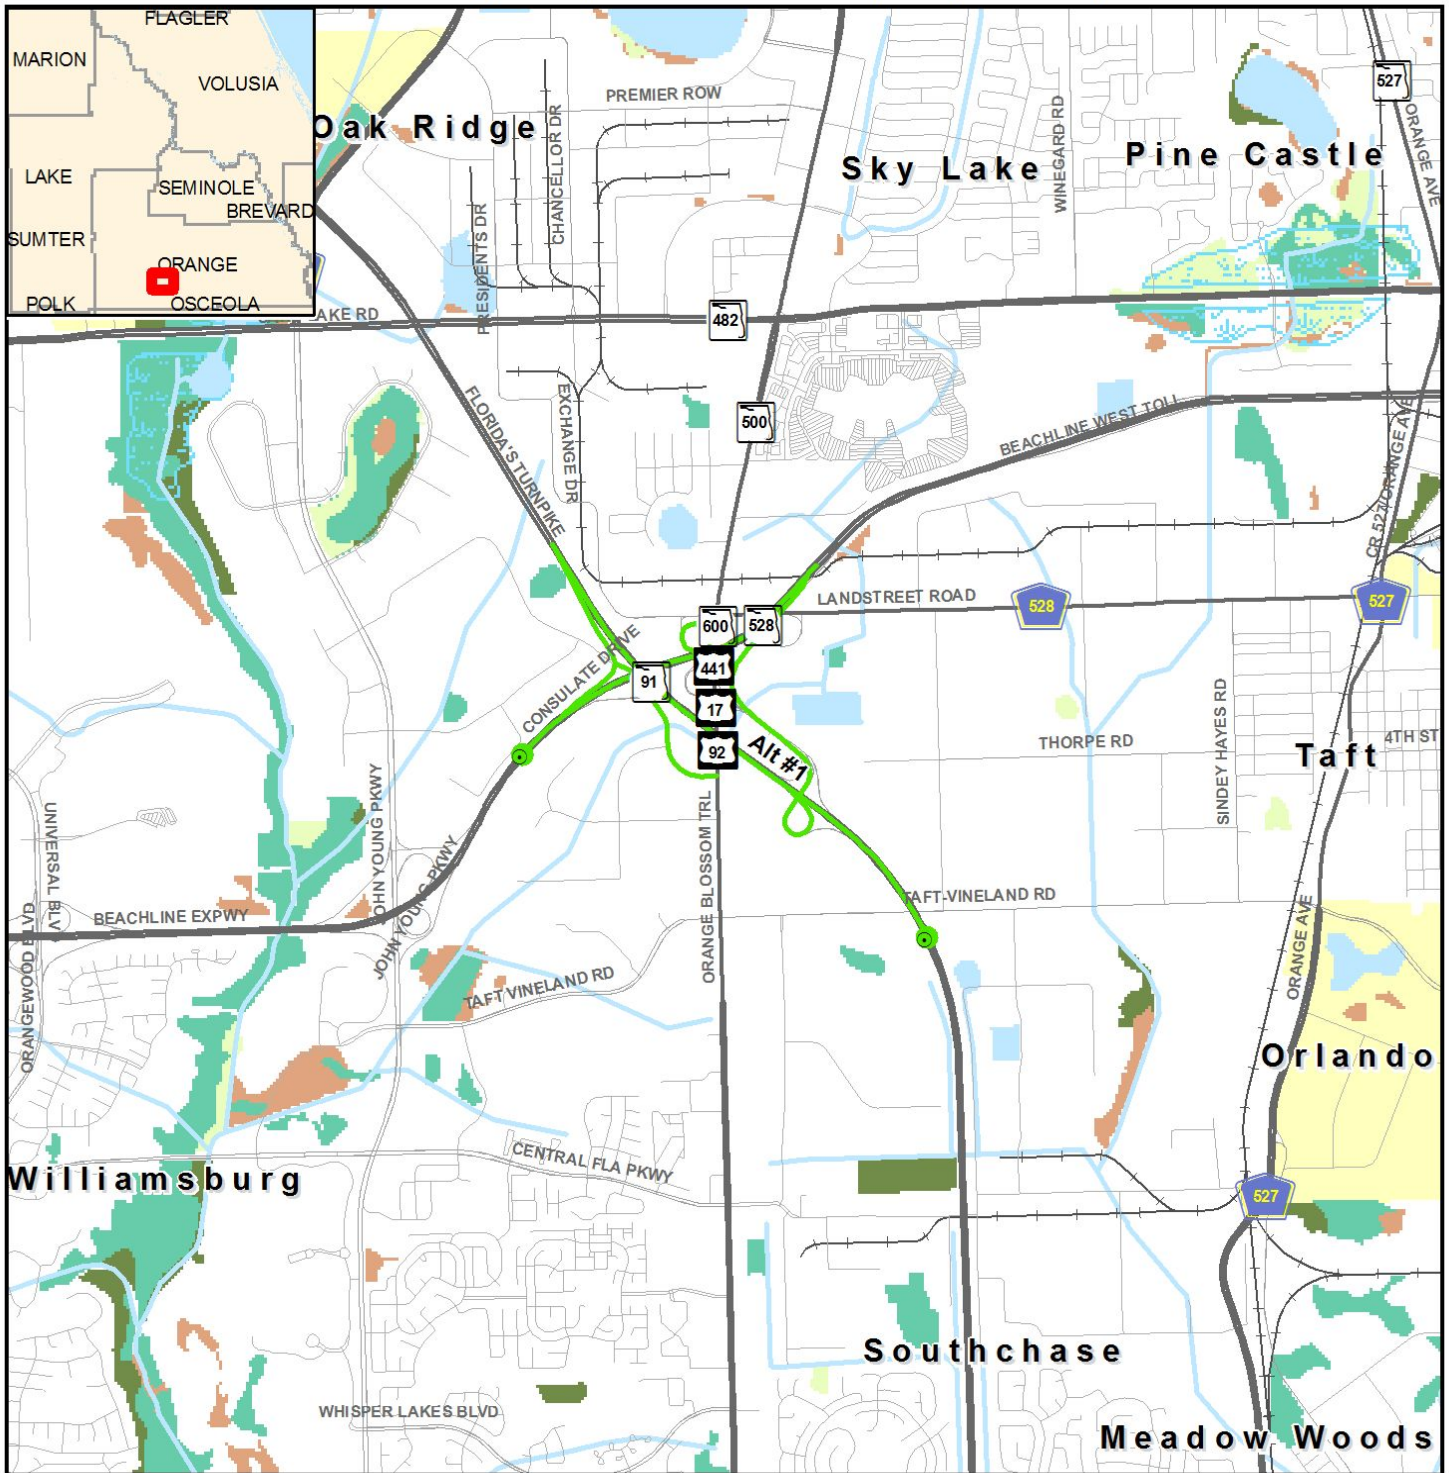 FLAGLER
MARION
VOLUSIA
LAKE
SEMINOLE
BREVARD
SUMTER
ORANGE
POLK
OSCEOLA
Oak Ridge
PREMIER ROW
CHANCELLOR DR
PRESIDENTS DR
Sky Lake
WINEGARD RD
Pine Castle
527
ORANGE AVE
AKE RD
482
FLORIDA'S TURNPIKE
EXCHANGE DR
500
BEACHLINE WEST TOLL
CR 527/ORANGE AVE
LANDSTREET ROAD
528
527
600
528
441
91
17
92
CONSULATE DRIVE
Alt #1
THORPE RD
SINDEY HAYES RD
Taft
4TH ST
UNIVERSAL BLV
JOHN YOUNG PKWY
JOHN YOUNG PKWY
ORANGE BLOSSOM TRL
TAFT-VINELAND RD
BEACHLINE EXPWY
ORANGEWOOD BLVD
TAFT VINELAND RD
ORANGE AVE
Orlando
Williamsburg
CENTRAL FLA PKWY
527
Southchase
WHISPER LAKES BLVD
Meadow Woods